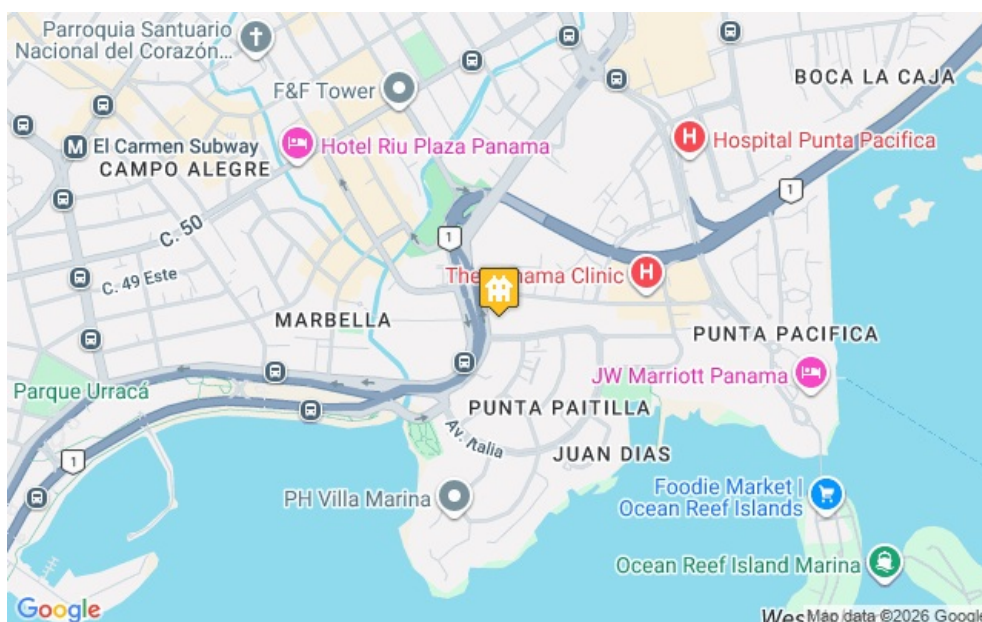 Parroquia Santuario
Nacional del Corazón...
F&F Tower
BOCA LA CAJA
El Carmen Subway
M
Hotel Riu Plaza Panama
H
Hospital Punta Pacifica
CAMPO ALEGRE
1
C. 50
1
The
nama Clinic
H
C. 49 Este
MARBELLA
PUNTA PACIFICA
JW Marriott Panama
Parque Urracá
PUNTA PAITILLA
Av. Italia
JUAN DIAS
1
PH Villa Marina
Foodie Market |
Ocean Reef Islands
Ocean Reef Island Marina
Google
Map data ©2026 Google